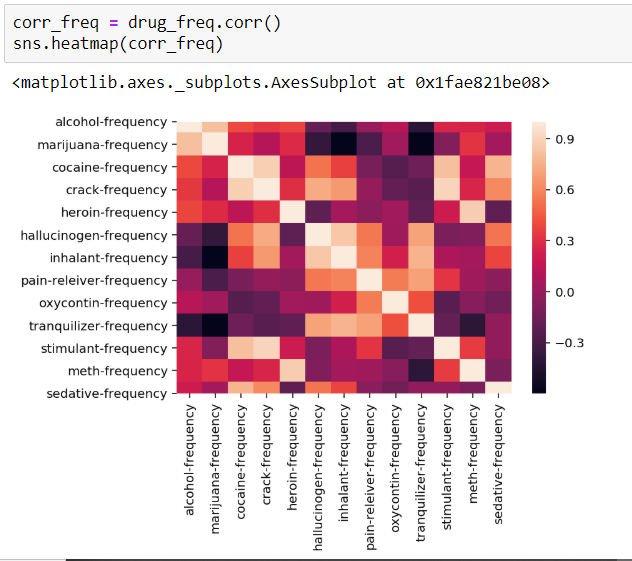 corr_freq = drug_freq.corr()
sns.heatmap(corr_freq)
<matplotlib.axes._subplots.AxesSubplot at 0x1fae821be08>
alcohol-frequency
marijuana-frequency
cocaine-frequency
crack-frequency
heroin-frequency
hallucinogen-frequency
inhalant-frequency
pain-releiver-frequency
oxycontin-frequency
tranquilizer-frequency
stimulant-frequency
meth-frequency
sedative-frequency
0.9
0.6
0.3
0.0
−0.3
alcohol-frequency
marijuana-frequency
cocaine-frequency
crack-frequency
heroin-frequency
hallucinogen-frequency
inhalant-frequency
pain-releiver-frequency
oxycontin-frequency
tranquilizer-frequency
stimulant-frequency
meth-frequency
sedative-frequency